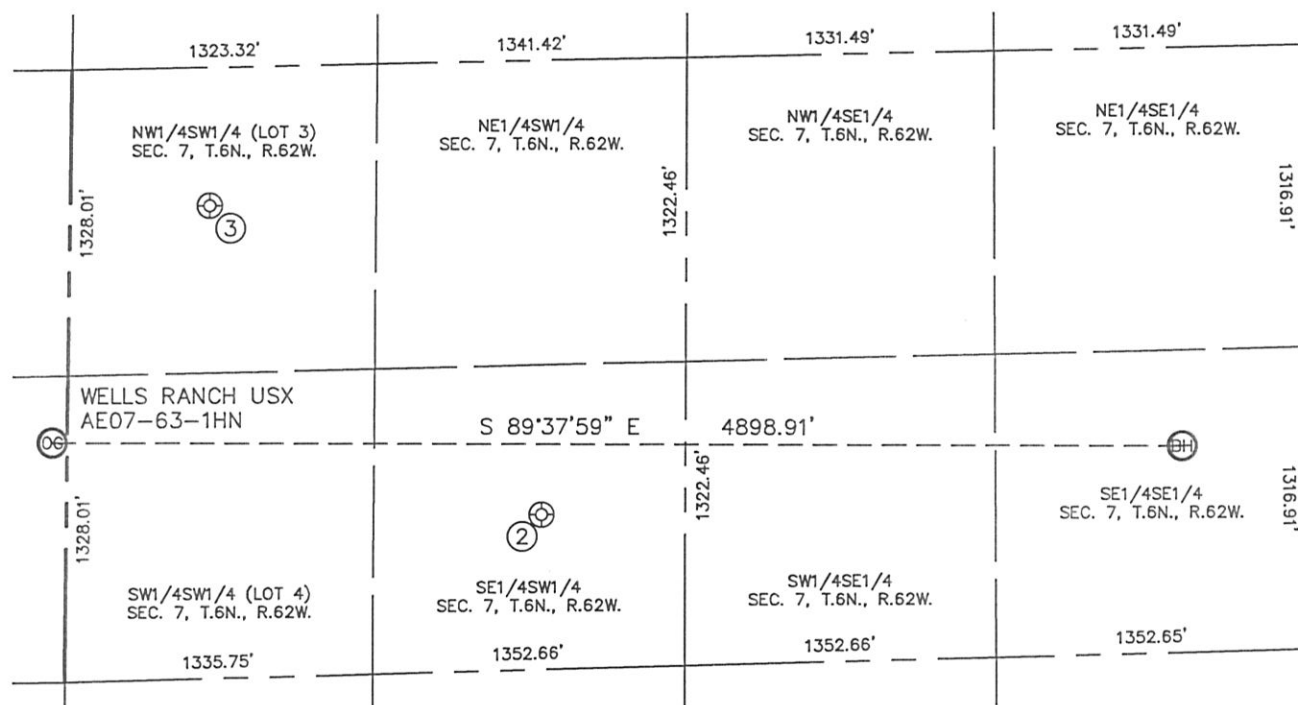 1323.32'
1341.42'
1331.49'
1331.49'
NW1/4SW1/4 (LOT 3)
SEC. 7, T.6N., R.62W.
NE1/4SW1/4
SEC. 7, T.6N., R.62W.
NW1/4SE1/4
SEC. 7, T.6N., R.62W.
NE1/4SE1/4
SEC. 7, T.6N., R.62W.
1328.01'
3
1322.46'
1316.91'
WELLS RANCH USX
AE07-63-1HN
OG
S 89°37'59" E 4898.91'
BH
1328.01'
2
1322.46'
1316.91'
SE1/4SE1/4
SEC. 7, T.6N., R.62W.
SW1/4SW1/4 (LOT 4)
SEC. 7, T.6N., R.62W.
SE1/4SW1/4
SEC. 7, T.6N., R.62W.
SW1/4SE1/4
SEC. 7, T.6N., R.62W.
1335.75'
1352.66'
1352.66'
1352.65'